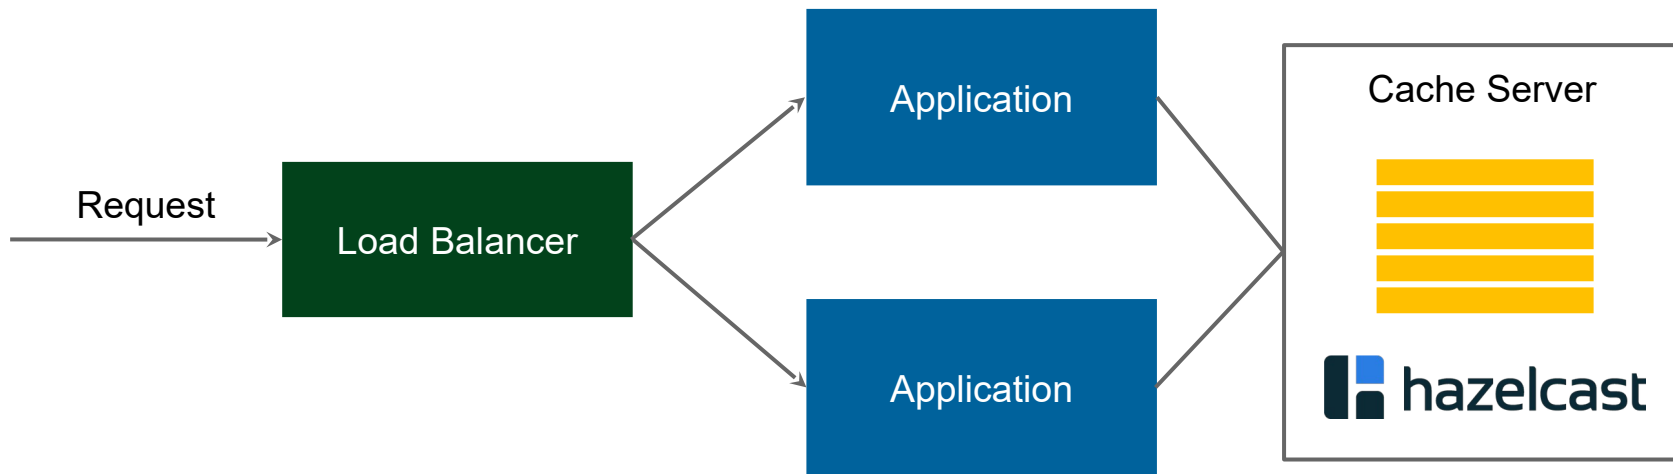 Request
Load Balancer
Application
Application
Cache Server
hazelcast